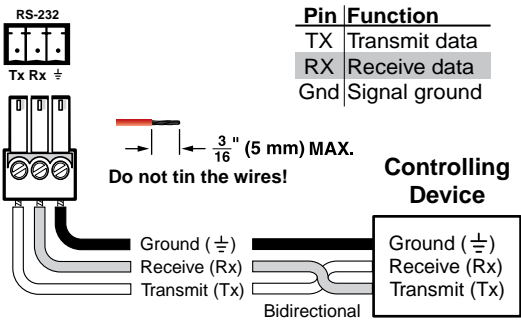 RS-232
Tx Rx ⏚
Pin Function
TX Transmit data
RX Receive data
Gnd Signal ground
3/16" (5 mm) MAX.
Do not tin the wires!
Controlling
Device
Ground (⏚)
Receive (Rx)
Transmit (Tx)
Bidirectional
Ground (⏚)
Receive (Rx)
Transmit (Tx)